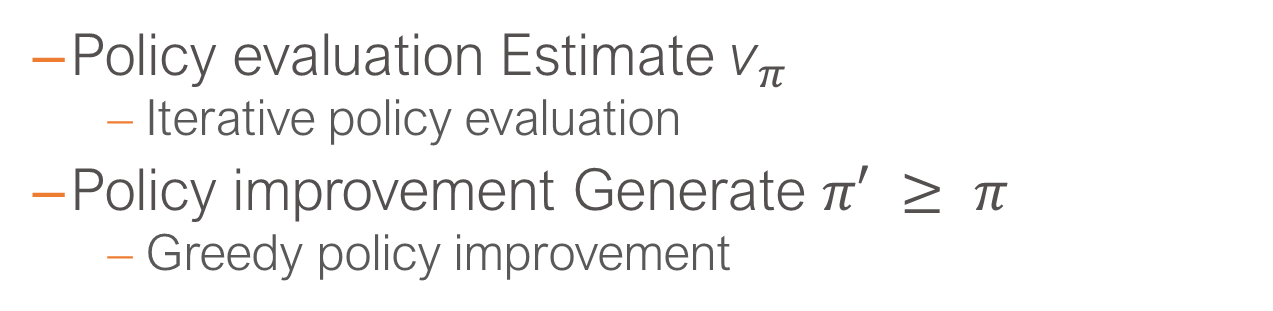 –Policy evaluation Estimate vπ
– Iterative policy evaluation
–Policy improvement Generate π′ ≥ π
– Greedy policy improvement